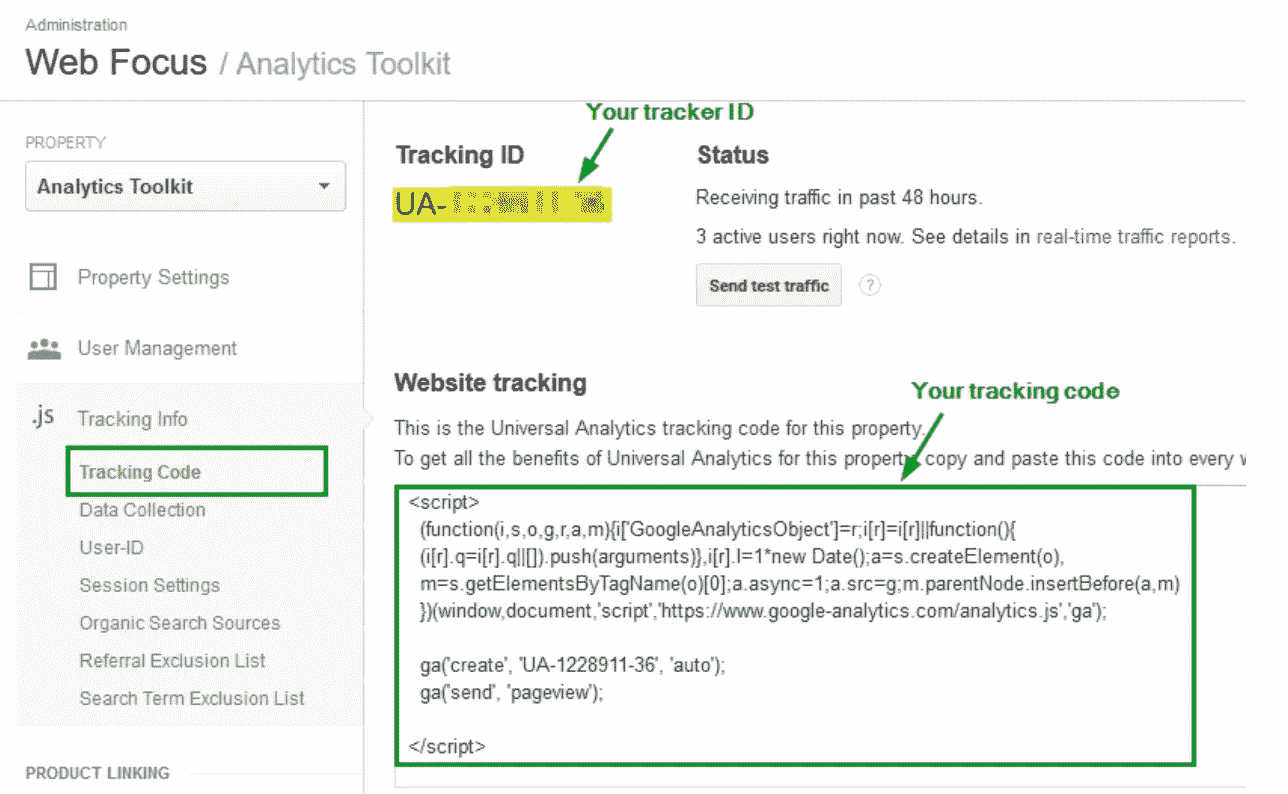 Administration
Web Focus / Analytics Toolkit
PROPERTY
Analytics Toolkit
Property Settings
User Management
.js Tracking Info
Tracking Code
Data Collection
User-ID
Session Settings
Organic Search Sources
Referral Exclusion List
Search Term Exclusion List
PRODUCT LINKING
Your tracker ID
Tracking ID
UA-
Status
Receiving traffic in past 48 hours.
3 active users right now. See details in real-time traffic reports.
Send test traffic ?
Website tracking
Your tracking code
This is the Universal Analytics tracking code for this property.
To get all the benefits of Universal Analytics for this property, copy and paste this code into every
<script>
(function(i,s,o,g,r,a,m){i['GoogleAnalyticsObject']=r;i[r]=i[r]||function(){
(i[r].q=i[r].q||[]).push(arguments)},i[r].l=1*new Date();a=s.createElement(o),
m=s.getElementsByTagName(o)[0];a.async=1;a.src=g;m.parentNode.insertBefore(a,m)
})(window,document,'script','https://www.google-analytics.com/analytics.js','ga');
ga('create', 'UA-1228911-36', 'auto');
ga('send', 'pageview');
</script>